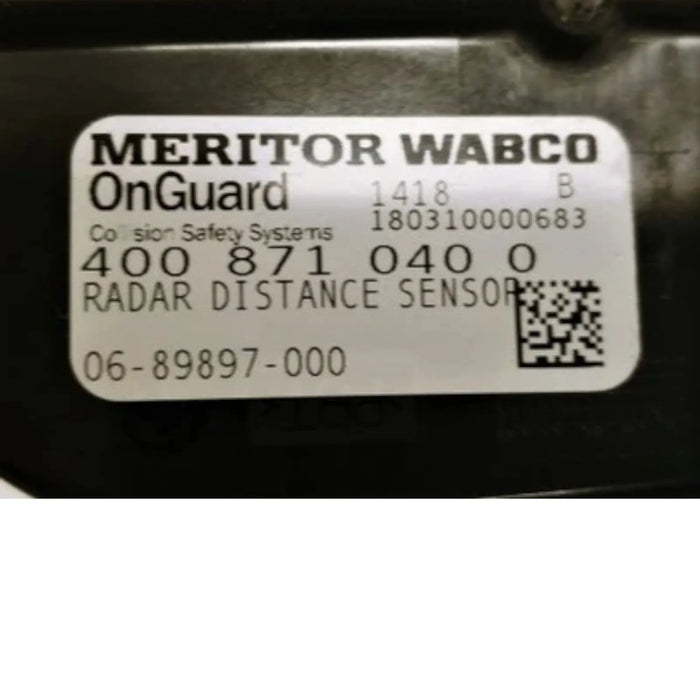 MERITOR WABCO
OnGuard 1418 B
Collision Safety Systems 180310000683
400 871 040 0
RADAR DISTANCE SENSOR
06-89897-000